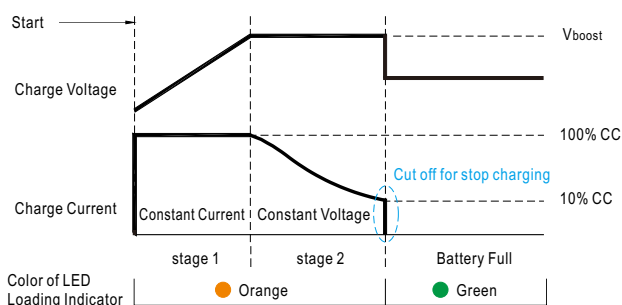 Start
Vboost
Charge Voltage
100% CC
Cut off for stop charging
10% CC
Charge Current
Constant Current
Constant Voltage
stage 1
stage 2
Battery Full
Color of LED
Loading Indicator
Orange
Green